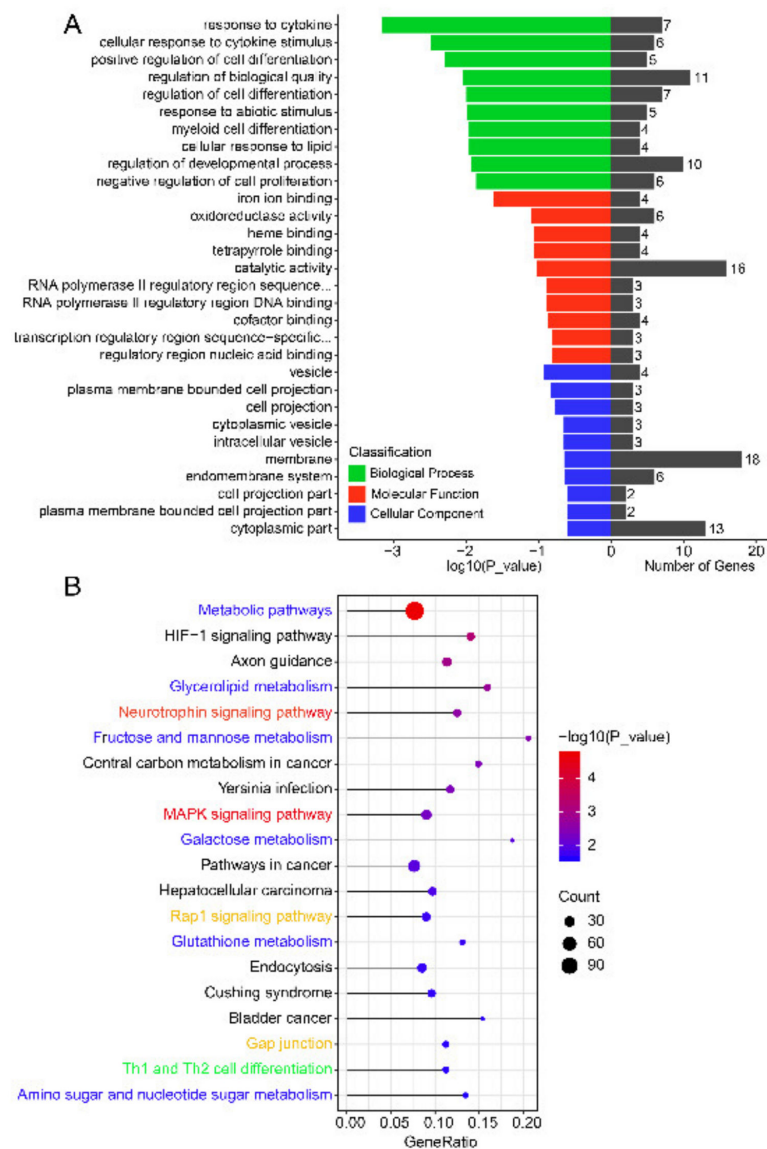 A
response to cytokine 7
cellular response to cytokine stimulus 6
positive regulation of cell differentiation 5
regulation of biological quality 11
regulation of cell differentiation 7
response to abiotic stimulus 5
myeloid cell differentiation 4
cellular response to lipid 4
regulation of developmental process 10
negative regulation of cell proliferation 6
iron ion binding 4
oxidoreductase activity 6
heme binding 4
tetrapyrrole binding 4
catalytic activity 16
RNA polymerase II regulatory region sequence... 3
RNA polymerase II regulatory region DNA binding 3
cofactor binding 4
transcription regulatory region sequence-specific... 3
regulatory region nucleic acid binding 3
vesicle 4
plasma membrane bounded cell projection 3
cell projection 3
cytoplasmic vesicle 3
intracellular vesicle 3
membrane 18
endomembrane system 6
cell projection part 2
plasma membrane bounded cell projection part 2
cytoplasmic part 13
Classification
Biological Process
Molecular Function
Cellular Component
-3 -2 -1 0 0 10 20
log10(P_value) Number of Genes
B
Metabolic pathways
HIF-1 signaling pathway
Axon guidance
Glycerolipid metabolism
Neurotrophin signaling pathway
Fructose and mannose metabolism
Central carbon metabolism in cancer
Yersinia infection
MAPK signaling pathway
Galactose metabolism
Pathways in cancer
Hepatocellular carcinoma
Rap1 signaling pathway
Glutathione metabolism
Endocytosis
Cushing syndrome
Bladder cancer
Gap junction
Th1 and Th2 cell differentiation
Amino sugar and nucleotide sugar metabolism
0.00 0.05 0.10 0.15 0.20
GeneRatio
-log10(P_value)
4
3
2
Count
30
60
90